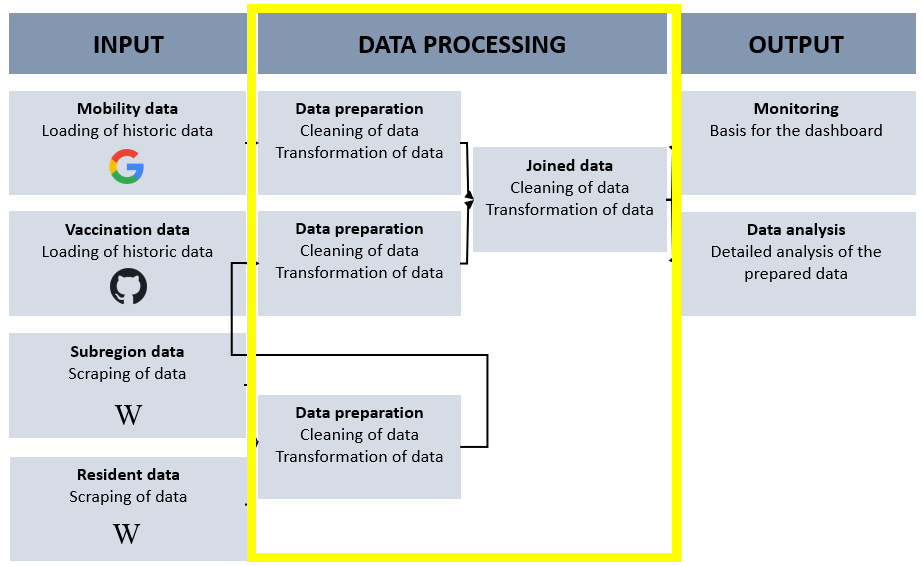 INPUT
DATA PROCESSING
OUTPUT
Mobility data
Loading of historic data
G
Data preparation
Cleaning of data
Transformation of data
Joined data
Cleaning of data
Transformation of data
Monitoring
Basis for the dashboard
Vaccination data
Loading of historic data
Data preparation
Cleaning of data
Transformation of data
Data analysis
Detailed analysis of the
prepared data
Subregion data
Scraping of data
W
Data preparation
Cleaning of data
Transformation of data
Resident data
Scraping of data
W